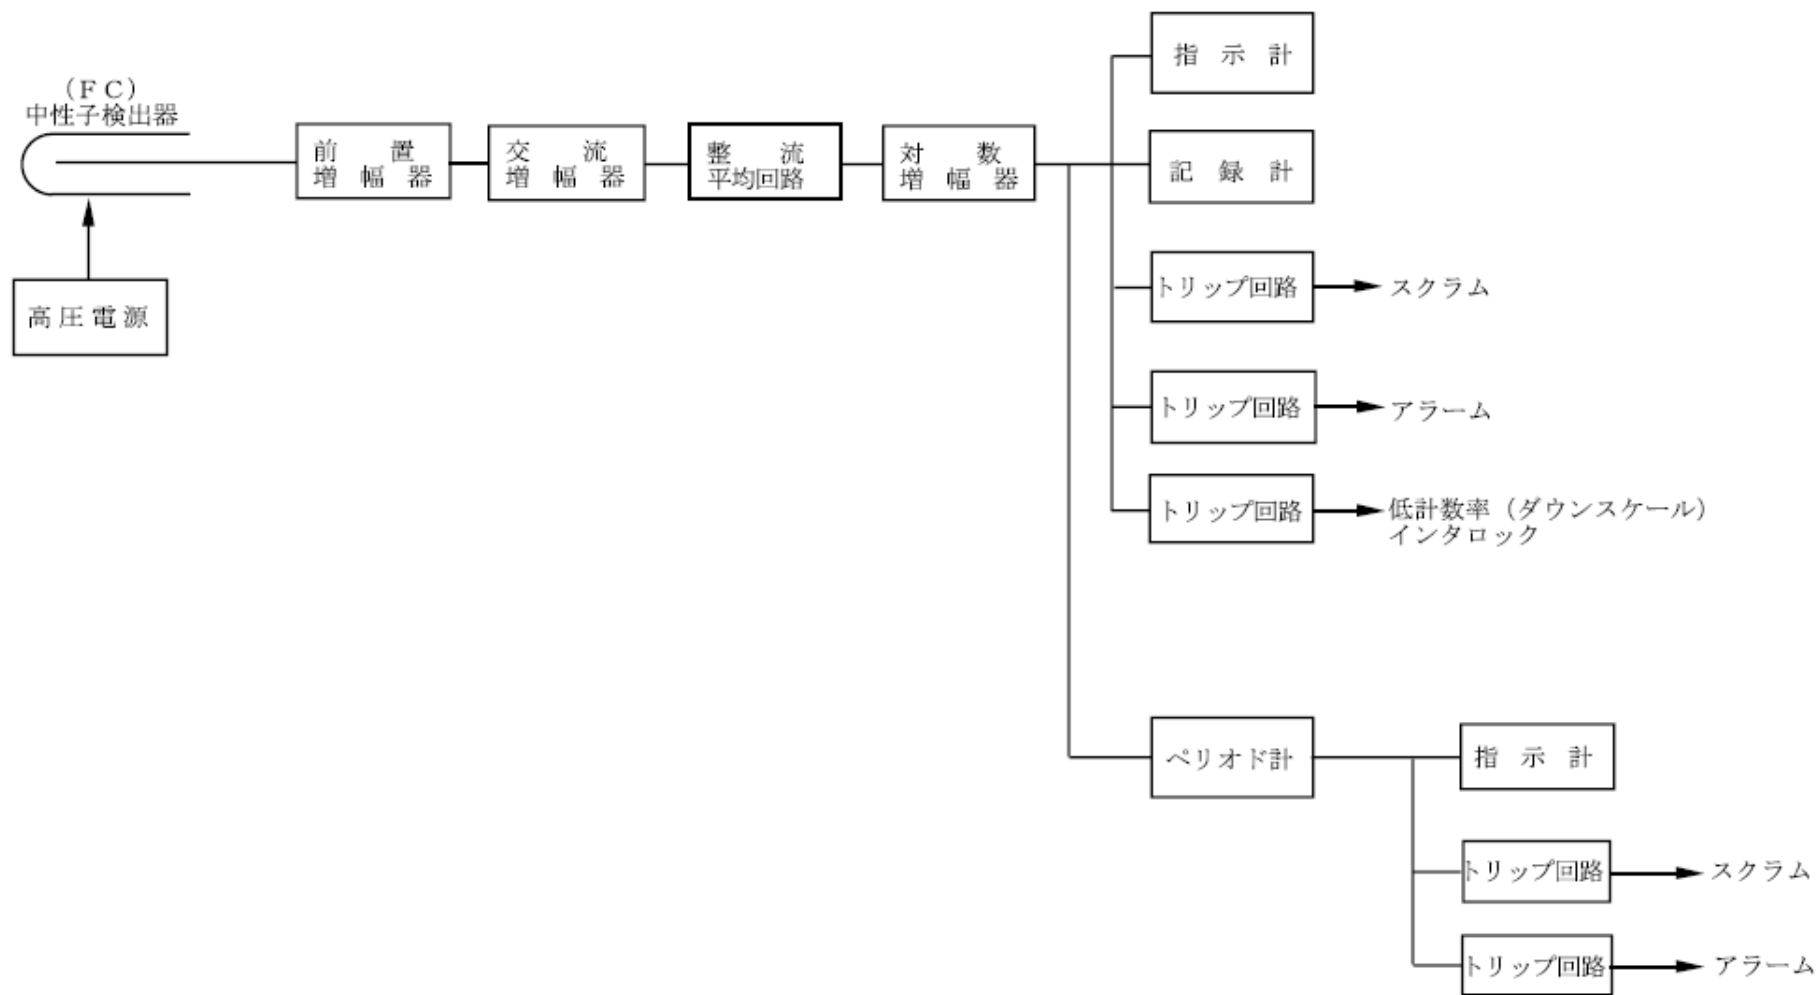 (FC)
中性子検出器
高圧電源
前置
増幅器
交流
増幅器
整流
平均回路
対数
増幅器
指示計
記録計
トリップ回路
スクラム
トリップ回路
アラーム
トリップ回路
低計数率(ダウンスケール)
インタロック
ペリオド計
指示計
トリップ回路
スクラム
トリップ回路
アラーム